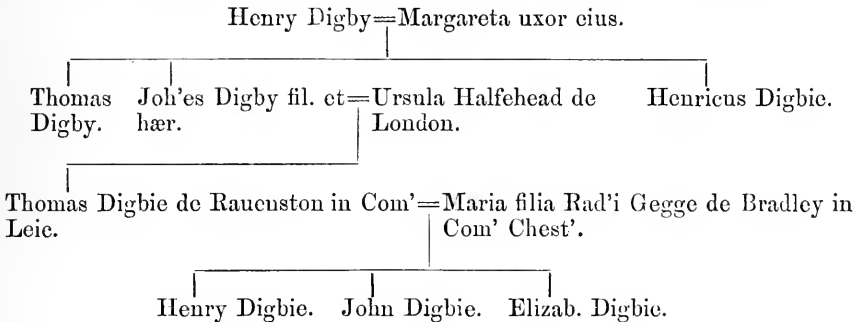 Henry Digby=Margareta uxor eius.
Thomas Digby.
Joh'es Digby fil. et hær.=Ursula Halfehead de London.
Henricus Digbie.
Thomas Digbie de Rauenston in Com' Leic.=Maria filia Rad'i Gegge de Bradley in Com' Chest'.
Henry Digbie. John Digbie. Elizab. Digbie.